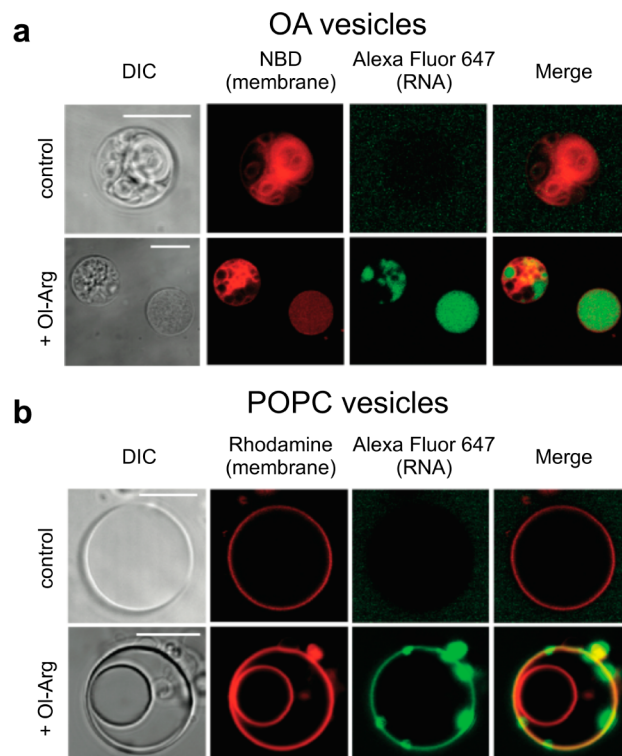 a
OA vesicles
DIC
NBD
(membrane)
Alexa Fluor 647
(RNA)
Merge
control
+ Ol-Arg
b
POPC vesicles
DIC
Rhodamine
(membrane)
Alexa Fluor 647
(RNA)
Merge
control
+ Ol-Arg